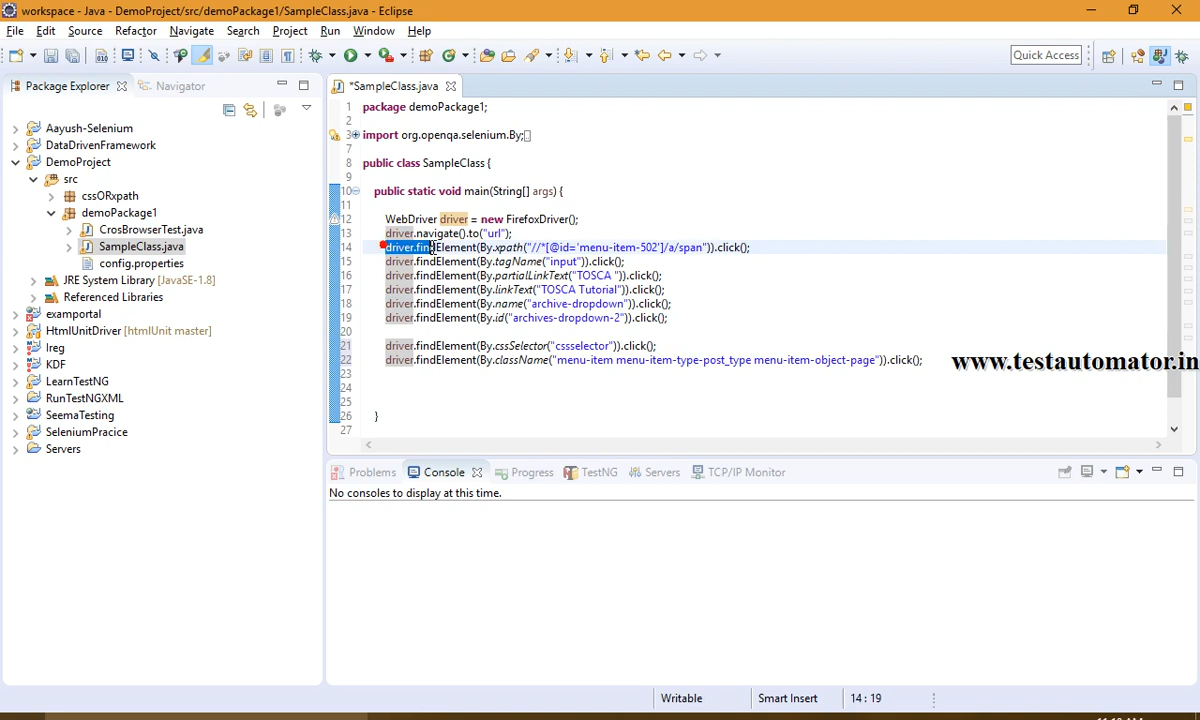 workspace - Java - DemoProject/src/demoPackage1/SampleClass.java - Eclipse
File Edit Source Refactor Navigate Search Project Run Window Help
Quick Access
Package Explorer Navigator
*SampleClass.java
Aayush-Selenium
DataDrivenFramework
DemoProject
src
cssORxpath
demoPackage1
CrosBrowserTest.java
SampleClass.java
config.properties
JRE System Library [JavaSE-1.8]
Referenced Libraries
examportal
HtmlUnitDriver [htmlUnit master]
Ireg
KDF
LearnTestNG
RunTestNGXML
SeemaTesting
SeleniumPracice
Servers
1 package demoPackage1;
2
3 import org.openqa.selenium.By;
7
8 public class SampleClass {
9
10 public static void main(String[] args) {
11
12 WebDriver driver = new FirefoxDriver();
13 driver.navigate().to("url");
14 driver.findElement(By.xpath("//*[@id='menu-item-502']/a/span")).click();
15 driver.findElement(By.tagName("input")).click();
16 driver.findElement(By.partialLinkText("TOSCA ")).click();
17 driver.findElement(By.linkText("TOSCA Tutorial")).click();
18 driver.findElement(By.name("archive-dropdown")).click();
19 driver.findElement(By.id("archives-dropdown-2")).click();
20
21 driver.findElement(By.cssSelector("cssselector")).click();
22 driver.findElement(By.className("menu-item menu-item-type-post_type menu-item-object-page")).click();
23
24
25
26 }
27
www.testautomator.in
Problems Console Progress TestNG Servers TCP/IP Monitor
No consoles to display at this time.
Writable Smart Insert 14 : 19